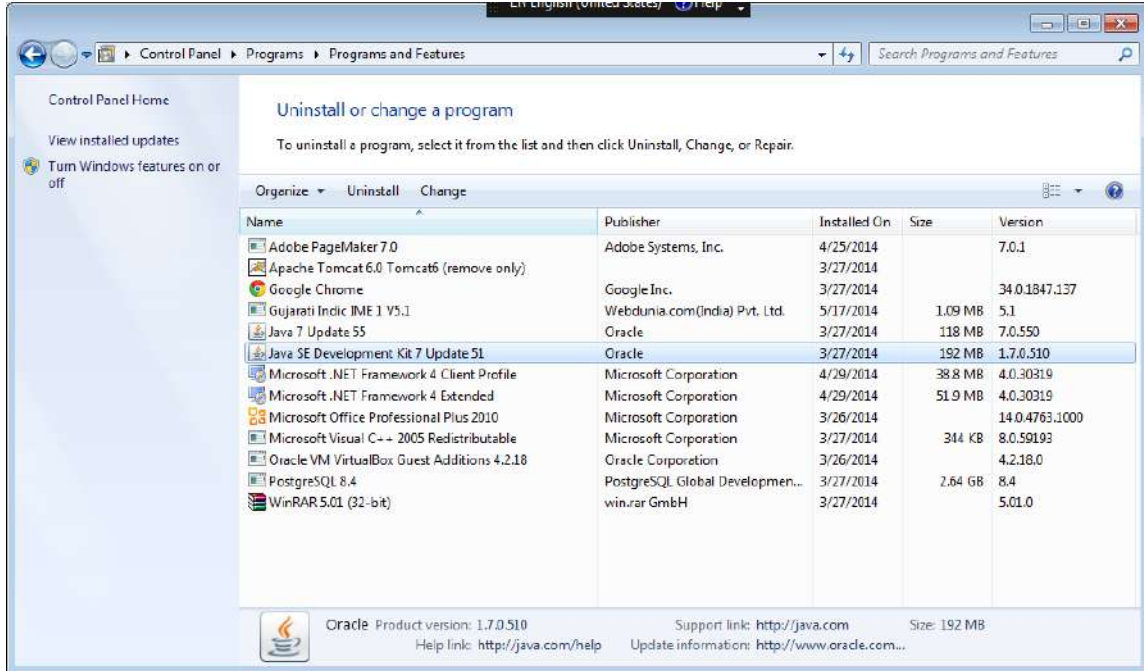 EN English (United States) Help
Control Panel Programs Programs and Features
Search Programs and Features
Control Panel Home
View installed updates
Turn Windows features on or
off
Uninstall or change a program
To uninstall a program, select it from the list and then click Uninstall, Change, or Repair.
Organize Uninstall Change
Name Publisher Installed On Size Version
Adobe PageMaker 7.0 Adobe Systems, Inc. 4/25/2014 7.0.1
Apache Tomcat 6.0 Tomcat6 (remove only) 3/27/2014
Google Chrome Google Inc. 3/27/2014 34.0.1847.137
Gujarati Indic IME 1 V5.1 Webdunia.com(India) Pvt. Ltd. 5/17/2014 1.09 MB 5.1
Java 7 Update 55 Oracle 3/27/2014 118 MB 7.0.550
Java SE Development Kit 7 Update 51 Oracle 3/27/2014 192 MB 1.7.0.510
Microsoft .NET Framework 4 Client Profile Microsoft Corporation 4/29/2014 38.8 MB 4.0.30319
Microsoft .NET Framework 4 Extended Microsoft Corporation 4/29/2014 51.9 MB 4.0.30319
Microsoft Office Professional Plus 2010 Microsoft Corporation 3/26/2014 14.0.4763.1000
Microsoft Visual C++ 2005 Redistributable Microsoft Corporation 3/27/2014 344 KB 8.0.59193
Oracle VM VirtualBox Guest Additions 4.2.18 Oracle Corporation 3/26/2014 4.2.18.0
PostgreSQL 8.4 PostgreSQL Global Developmen... 3/27/2014 2.64 GB 8.4
WinRAR 5.01 (32-bit) win.rar GmbH 3/27/2014 5.01.0
Oracle Product version: 1.7.0.510 Support link: http://java.com Size: 192 MB
Help link: http://java.com/help Update information: http://www.oracle.com...